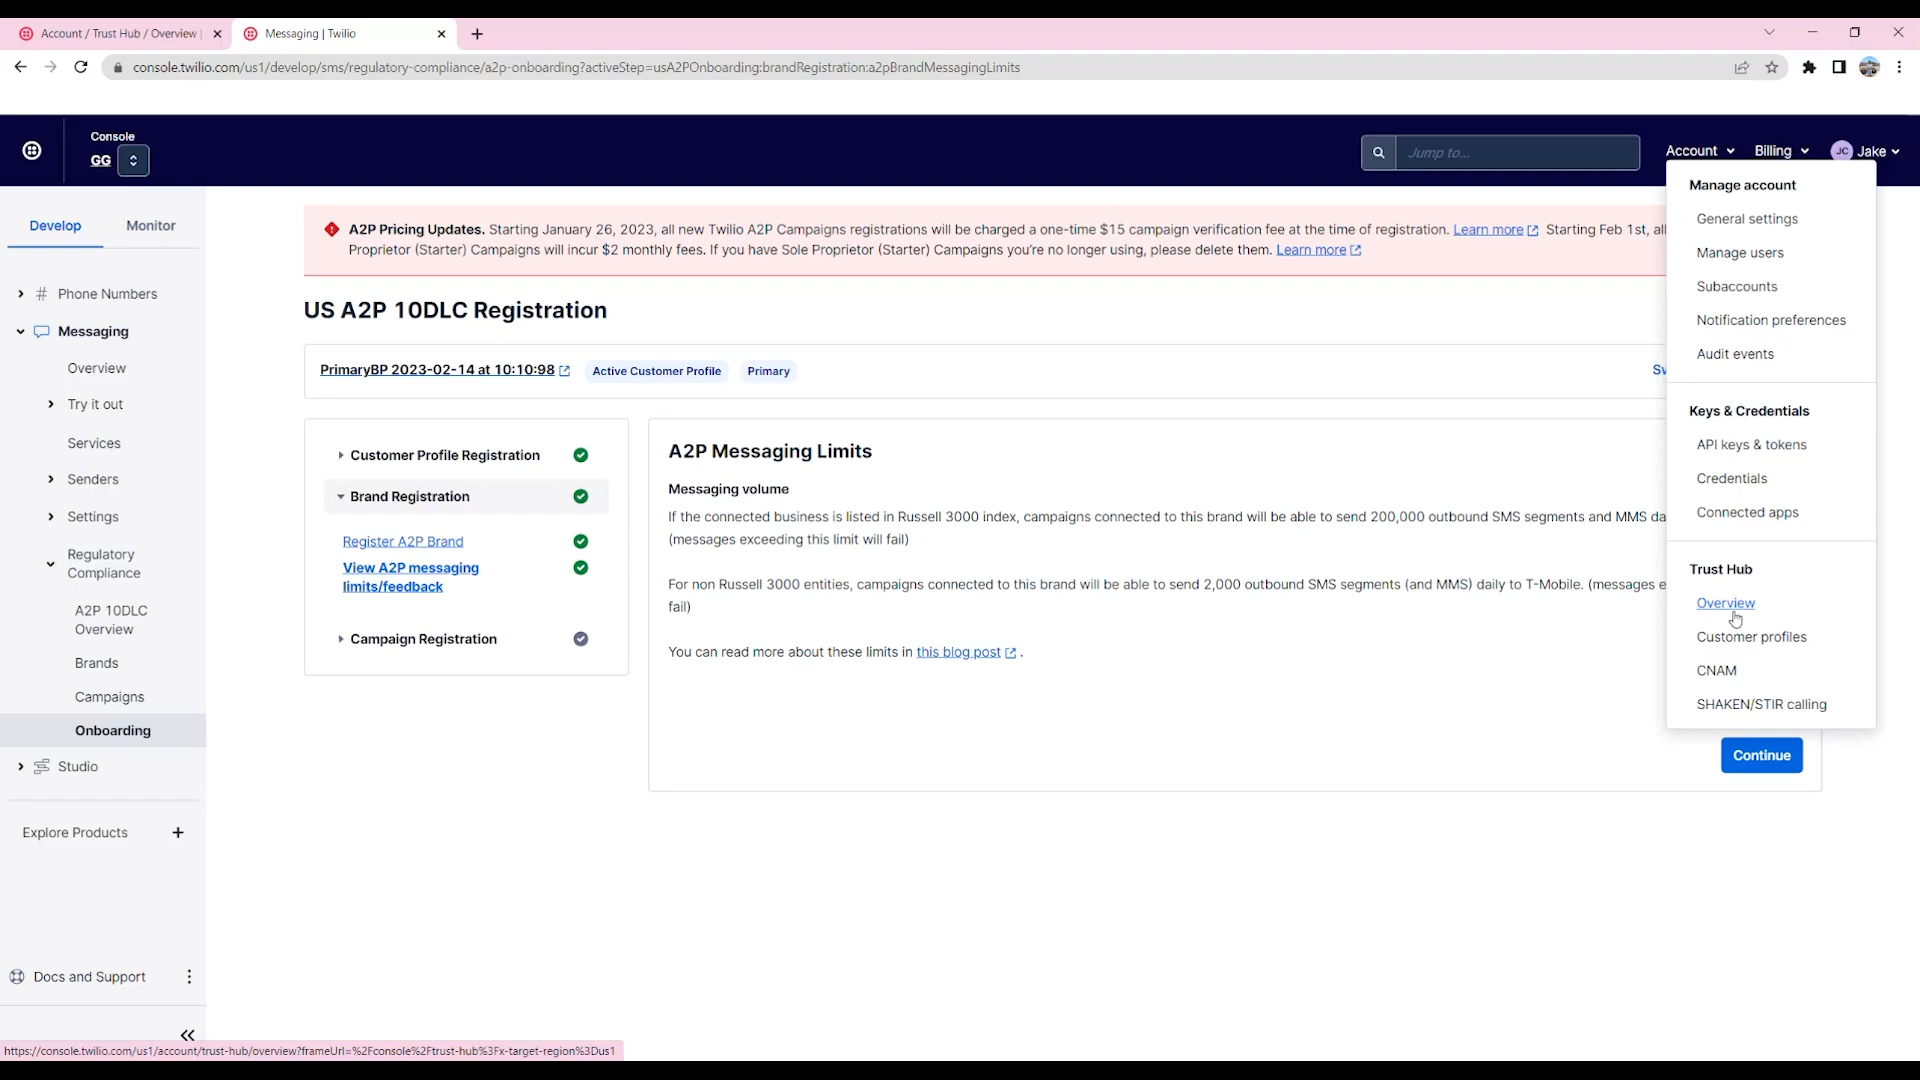 Account / Trust Hub / Overview |
Messaging | Twilio
console.twilio.com/us1/develop/sms/regulatory-compliance/a2p-onboarding?activeStep=usA2POnboarding:brandRegistration:a2pBrandMessagingLimits
Console
GG
Jump to...
Account
Billing
JC
Jake
Develop
Monitor
Phone Numbers
Messaging
Overview
Try it out
Services
Senders
Settings
Regulatory
Compliance
A2P 10DLC
Overview
Brands
Campaigns
Onboarding
Studio
Explore Products
Docs and Support
A2P Pricing Updates. Starting January 26, 2023, all new Twilio A2P Campaigns registrations will be charged a one-time $15 campaign verification fee at the time of registration. Learn more Starting Feb 1st, all
Proprietor (Starter) Campaigns will incur $2 monthly fees. If you have Sole Proprietor (Starter) Campaigns you're no longer using, please delete them. Learn more
US A2P 10DLC Registration
PrimaryBP 2023-02-14 at 10:10:98
Active Customer Profile
Primary
Customer Profile Registration
Brand Registration
Register A2P Brand
View A2P messaging
limits/feedback
Campaign Registration
A2P Messaging Limits
Messaging volume
If the connected business is listed in Russell 3000 index, campaigns connected to this brand will be able to send 200,000 outbound SMS segments and MMS da
(messages exceeding this limit will fail)
For non Russell 3000 entities, campaigns connected to this brand will be able to send 2,000 outbound SMS segments (and MMS) daily to T-Mobile. (messages e
fail)
You can read more about these limits in this blog post .
Continue
Manage account
General settings
Manage users
Subaccounts
Notification preferences
Audit events
Keys & Credentials
API keys & tokens
Credentials
Connected apps
Trust Hub
Overview
Customer profiles
CNAM
SHAKEN/STIR calling
https://console.twilio.com/us1/account/trust-hub/overview?frameUrl=%2Fconsole%2Ftrust-hub%3Fx-target-region%3Dus1